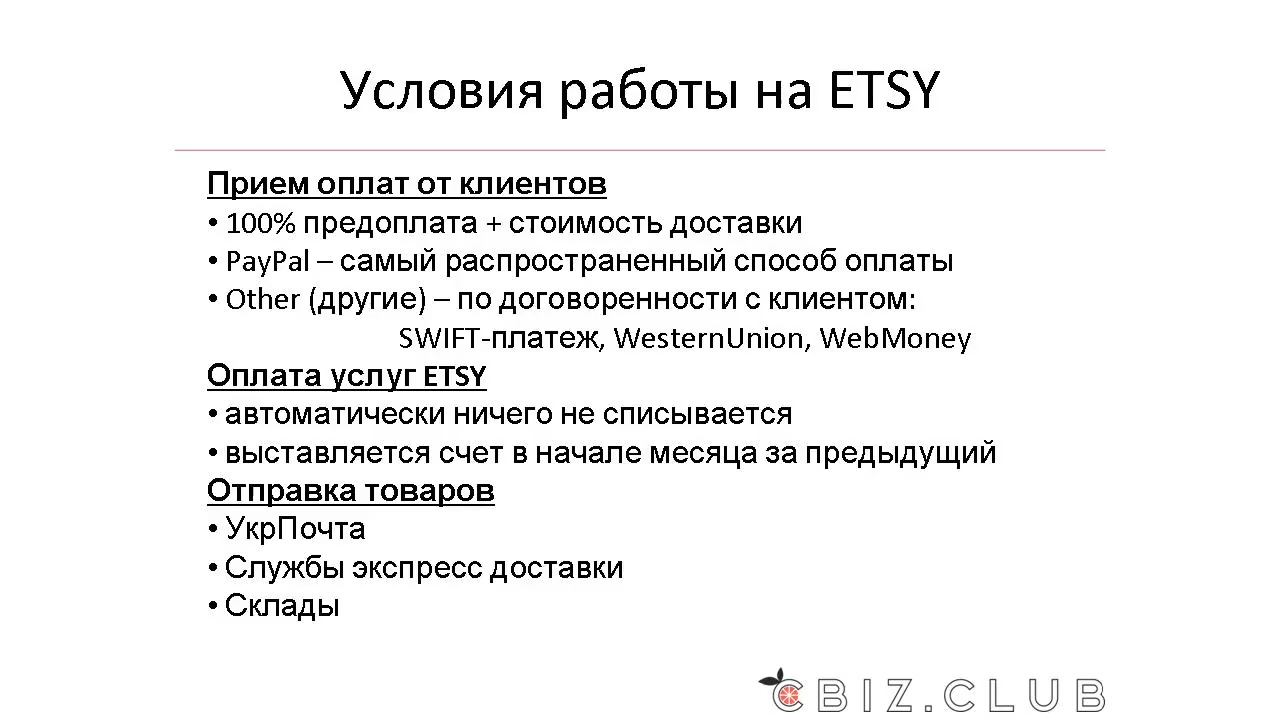 Условия работы на ETSY
Прием оплат от клиентов
• 100% предоплата + стоимость доставки
• PayPal – самый распространенный способ оплаты
• Other (другие) – по договоренности с клиентом:
SWIFT-платеж, WesternUnion, WebMoney
Оплата услуг ETSY
• автоматически ничего не списывается
• выставляется счет в начале месяца за предыдущий
Отправка товаров
• УкрПочта
• Службы экспресс доставки
• Склады
CBIZ.CLUB